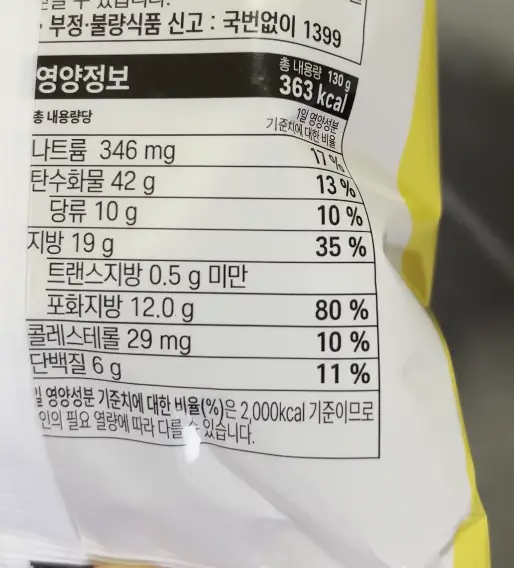 · 부정·불량식품 신고 : 국번없이 1399
영양정보
총 내용량 130 g
363 kcal
총 내용량당
1일 영양성분
기준치에 대한 비율
나트륨 346 mg 17 %
탄수화물 42 g 13 %
당류 10 g 10 %
지방 19 g 35 %
트랜스지방 0.5 g 미만
포화지방 12.0 g 80 %
콜레스테롤 29 mg 10 %
단백질 6 g 11 %
영양성분 기준치에 대한 비율(%)은 2,000kcal 기준이므로
인의 필요 열량에 따라 다를 수 있습니다.